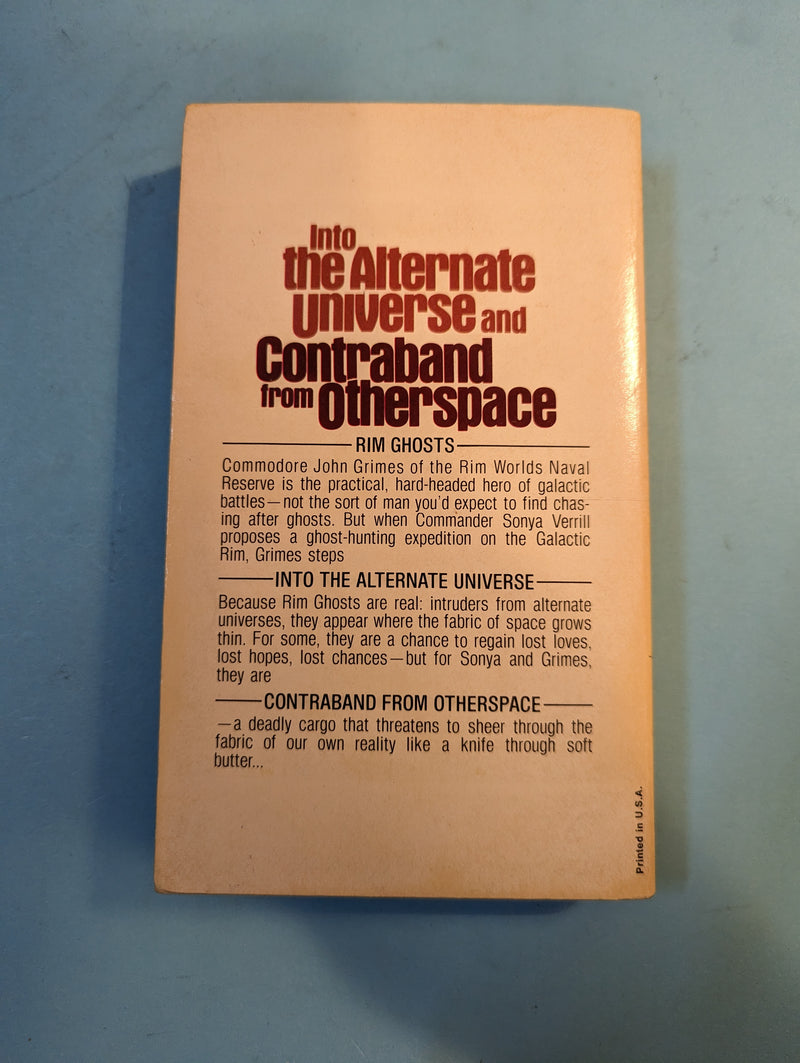 Into
the Alternate
Universe and
Contraband
from Otherspace
RIM GHOSTS
Commodore John Grimes of the Rim Worlds Naval
Reserve is the practical, hard-headed hero of galactic
battles—not the sort of man you'd expect to find chas-
ing after ghosts. But when Commander Sonya Verrill
proposes a ghost-hunting expedition on the Galactic
Rim, Grimes steps
INTO THE ALTERNATE UNIVERSE
Because Rim Ghosts are real: intruders from alternate
universes, they appear where the fabric of space grows
thin. For some, they are a chance to regain lost loves,
lost hopes, lost chances—but for Sonya and Grimes,
they are
CONTRABAND FROM OTHERSPACE
—a deadly cargo that threatens to sheer through the
fabric of our own reality like a knife through soft
butter...
Printed in U.S.A.